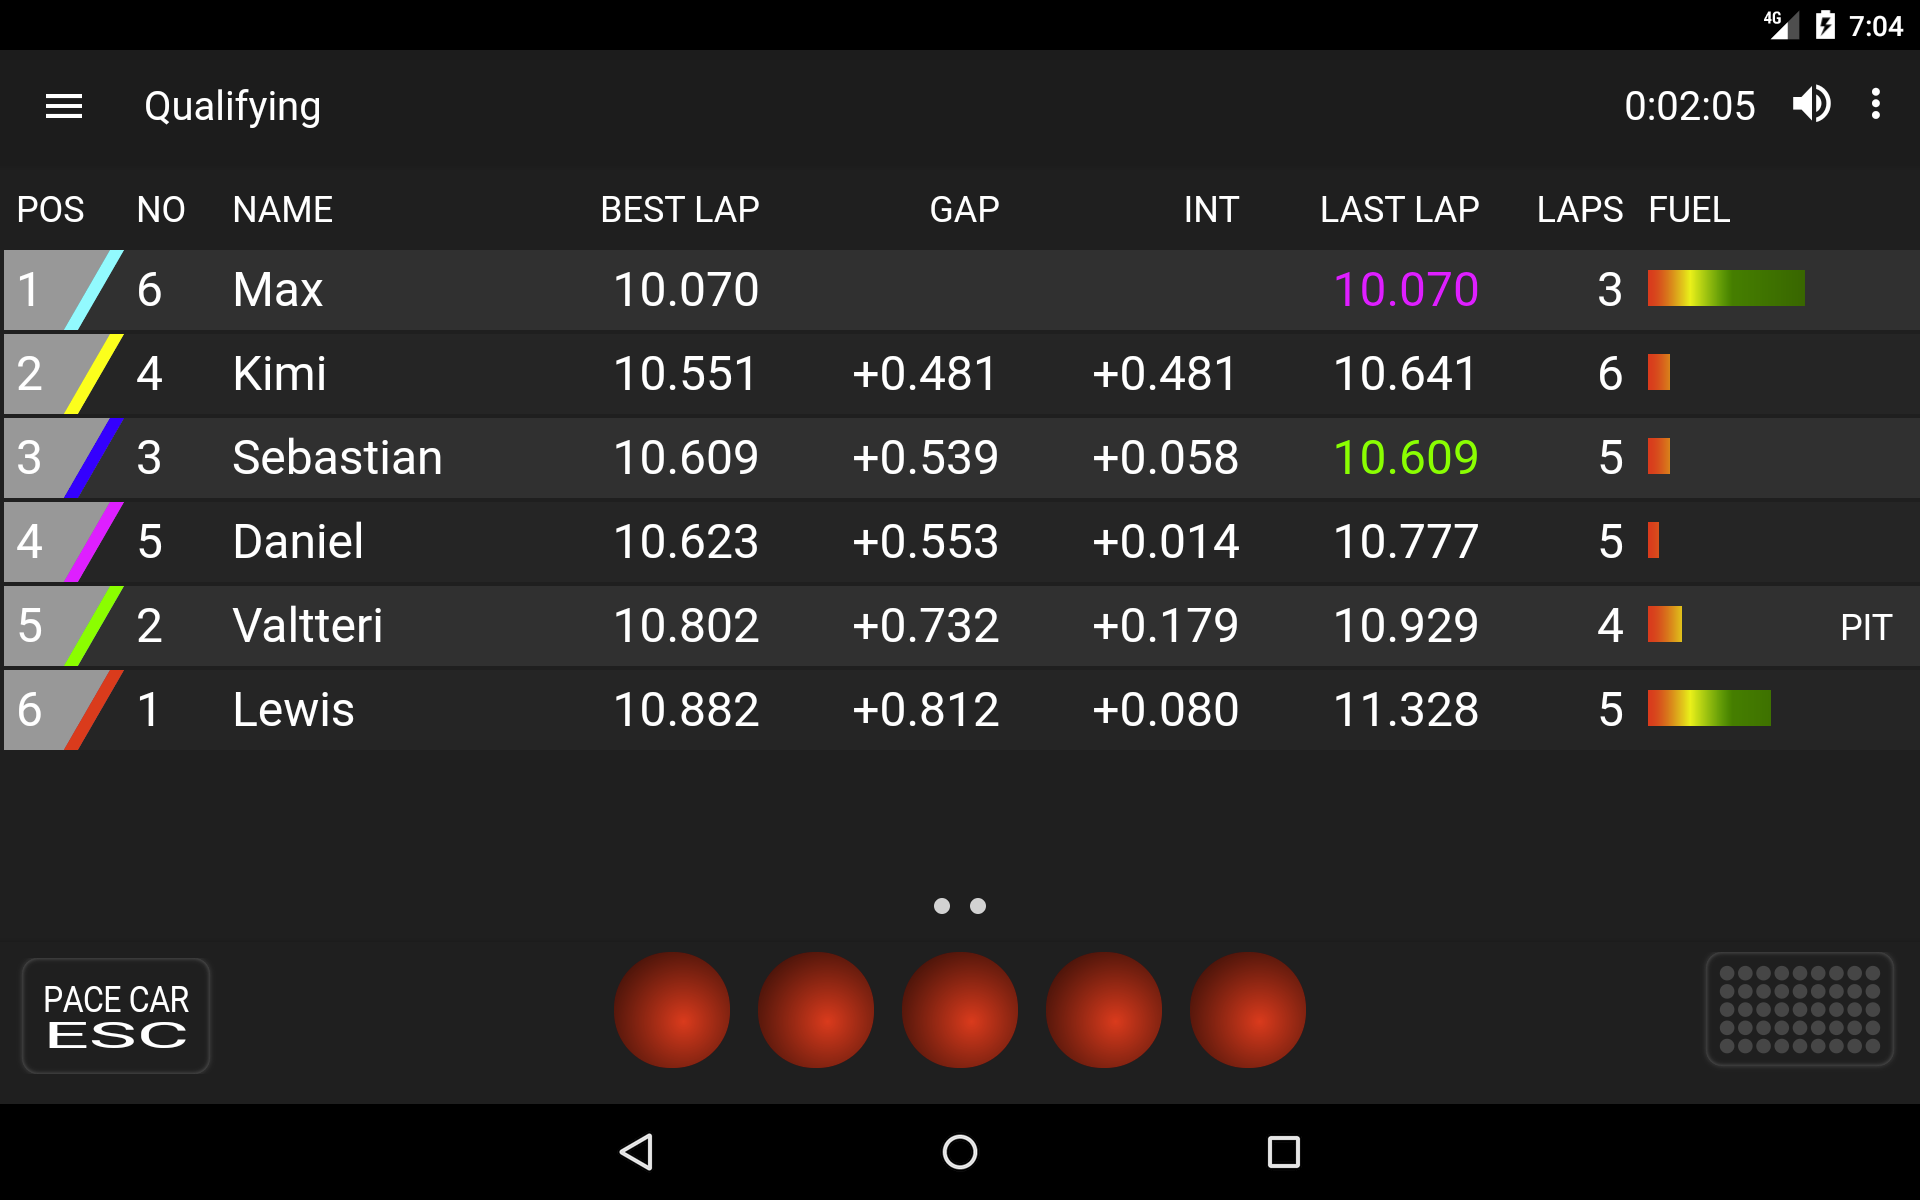 4G 7:04
Qualifying 0:02:05
POS NO NAME BEST LAP GAP INT LAST LAP LAPS FUEL
1 6 Max 10.070 10.070 3
2 4 Kimi 10.551 +0.481 +0.481 10.641 6
3 3 Sebastian 10.609 +0.539 +0.058 10.609 5
4 5 Daniel 10.623 +0.553 +0.014 10.777 5
5 2 Valtteri 10.802 +0.732 +0.179 10.929 4 PIT
6 1 Lewis 10.882 +0.812 +0.080 11.328 5
PACE CAR
ESC